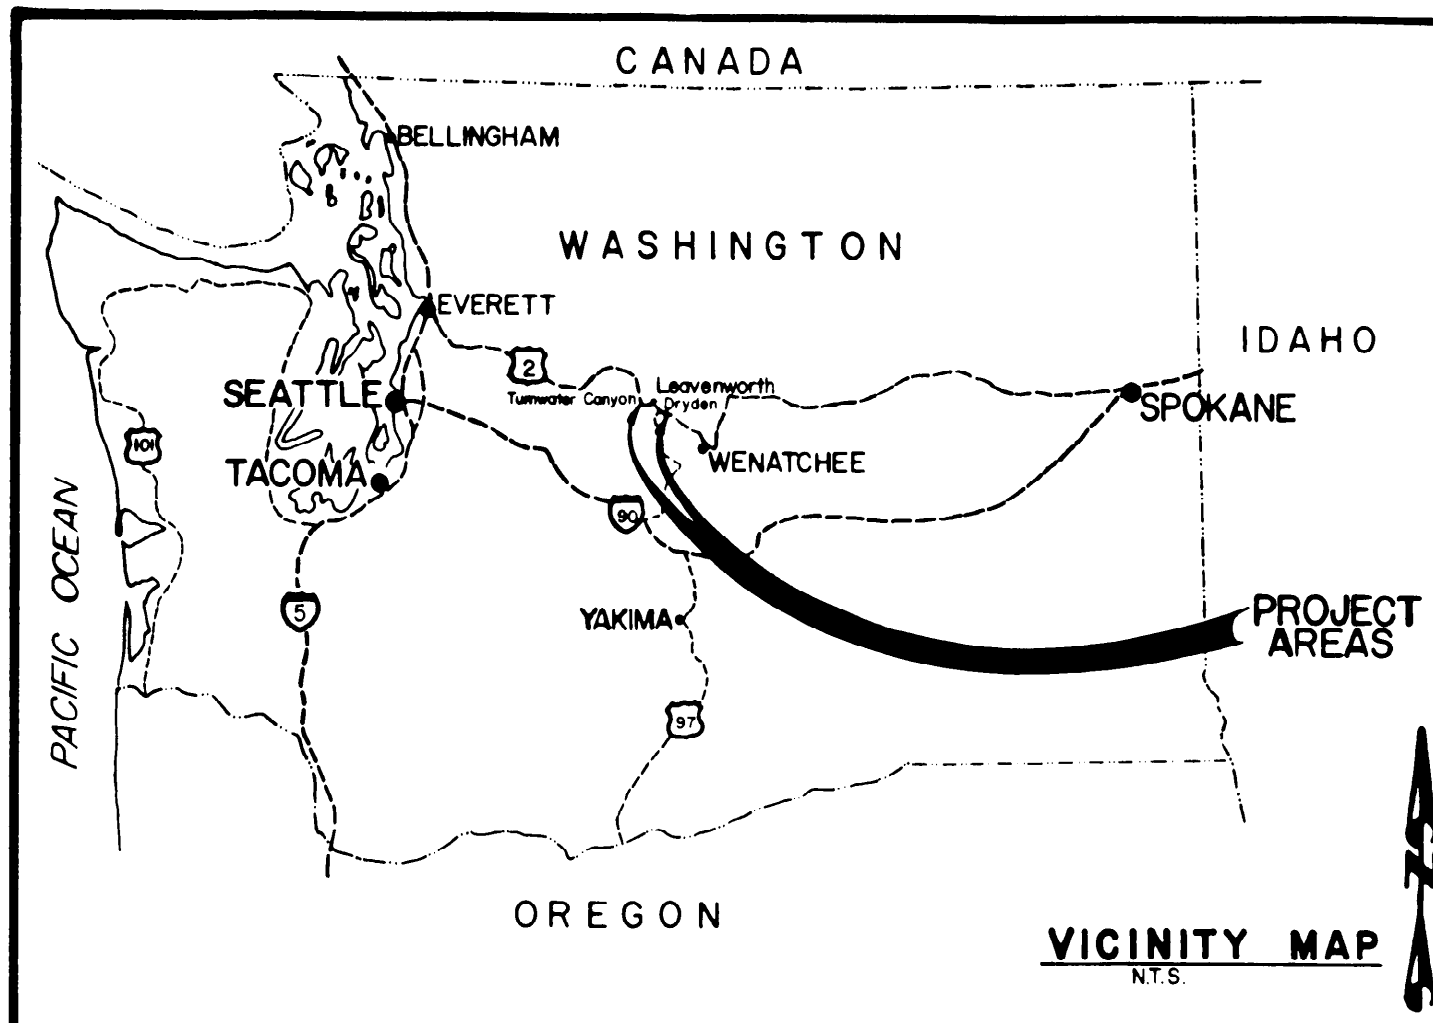 CANADA
BELLINGHAM
WASHINGTON
EVERETT
IDAHO
2
Leavenworth
SEATTLE
Tumwater Canyon
Dryden
SPOKANE
101
WENATCHEE
TACOMA
90
PACIFIC OCEAN
5
YAKIMA
PROJECT
AREAS
97
OREGON
VICINITY MAP
N.T.S.